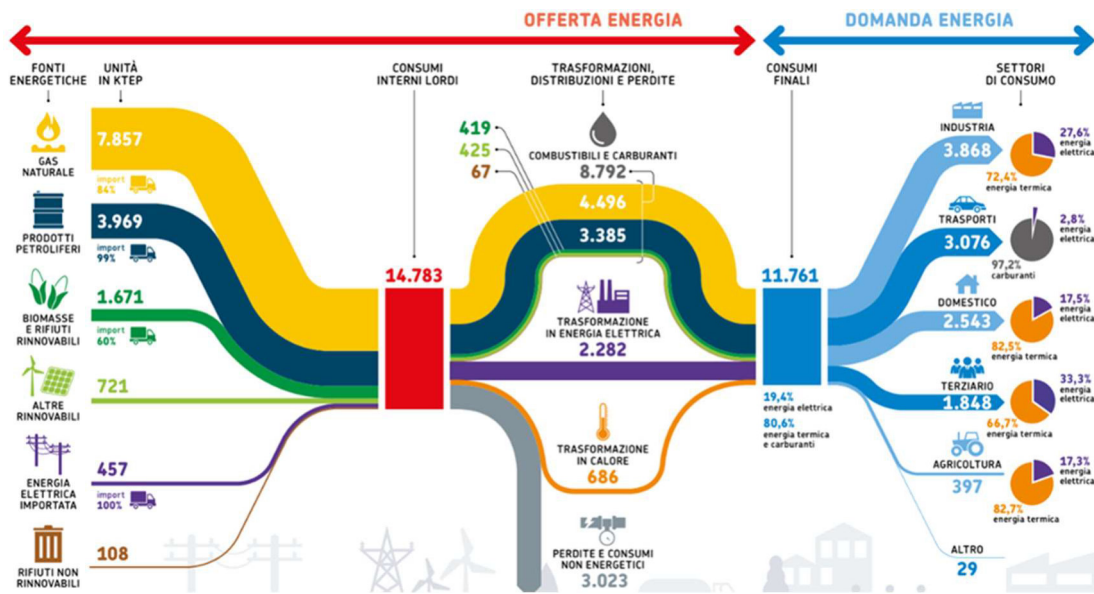 OFFERTA ENERGIA
DOMANDA ENERGIA
FONTI
ENERGETICHE
UNITÀ
IN KTEP
CONSUMI
INTERNI LORDI
TRASFORMAZIONI,
DISTRIBUZIONI E PERDITE
CONSUMI
FINALI
SETTORI
DI CONSUMO
GAS
NATURALE
7.857
import
84%
PRODOTTI
PETROLIFERI
3.969
import
99%
BIOMASSE
E RIFIUTI
RINNOVABILI
1.671
import
60%
ALTRE
RINNOVABILI
721
ENERGIA
ELETTRICA
IMPORTATA
457
import
100%
RIFIUTI NON
RINNOVABILI
108
14.783
419
425
67
COMBUSTIBILI E CARBURANTI
8.792
4.496
3.385
TRASFORMAZIONE
IN ENERGIA ELETTRICA
2.282
TRASFORMAZIONE
IN CALORE
686
PERDITE E CONSUMI
NON ENERGETICI
3.023
11.761
19,4%
energia elettrica
80,6%
energia termica
e carburanti
INDUSTRIA
3.868
27,6%
energia
elettrica
72,4%
energia termica
TRASPORTI
3.076
2,8%
energia
elettrica
97,2%
carburanti
DOMESTICO
2.543
17,5%
energia
elettrica
82,5%
energia termica
TERZIARIO
1.848
33,3%
energia
elettrica
66,7%
energia termica
AGRICOLTURA
397
17,3%
energia
elettrica
82,7%
energia termica
ALTRO
29